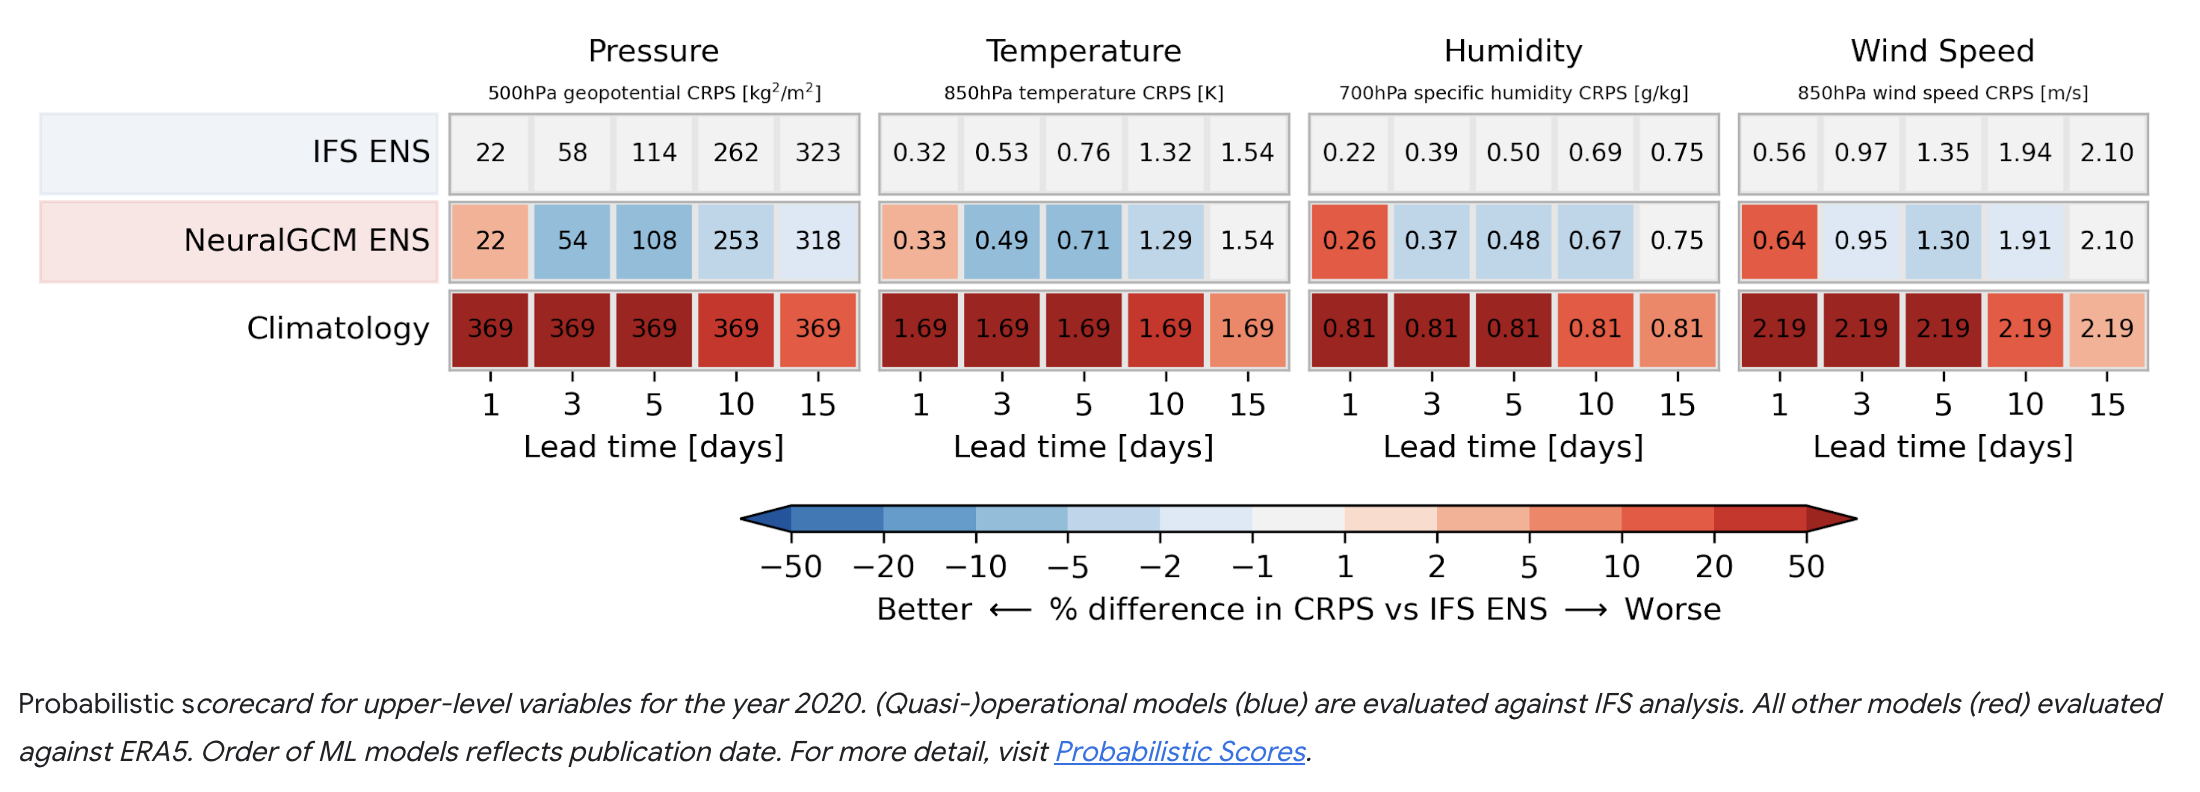 Pressure Temperature Humidity Wind Speed
500hPa geopotential CRPS [kg²/m²] 850hPa temperature CRPS [K] 700hPa specific humidity CRPS [g/kg] 850hPa wind speed CRPS [m/s]
IFS ENS 22 58 114 262 323 0.32 0.53 0.76 1.32 1.54 0.22 0.39 0.50 0.69 0.75 0.56 0.97 1.35 1.94 2.10
NeuralGCM ENS 22 54 108 253 318 0.33 0.49 0.71 1.29 1.54 0.26 0.37 0.48 0.67 0.75 0.64 0.95 1.30 1.91 2.10
Climatology 369 369 369 369 369 1.69 1.69 1.69 1.69 1.69 0.81 0.81 0.81 0.81 0.81 2.19 2.19 2.19 2.19 2.19
1 3 5 10 15 1 3 5 10 15 1 3 5 10 15 1 3 5 10 15
Lead time [days] Lead time [days] Lead time [days] Lead time [days]
−50 −20 −10 −5 −2 −1 1 2 5 10 20 50
Better ⟵ % difference in CRPS vs IFS ENS ⟶ Worse
Probabilistic scorecard for upper-level variables for the year 2020. (Quasi-)operational models (blue) are evaluated against IFS analysis. All other models (red) evaluated
against ERA5. Order of ML models reflects publication date. For more detail, visit Probabilistic Scores.